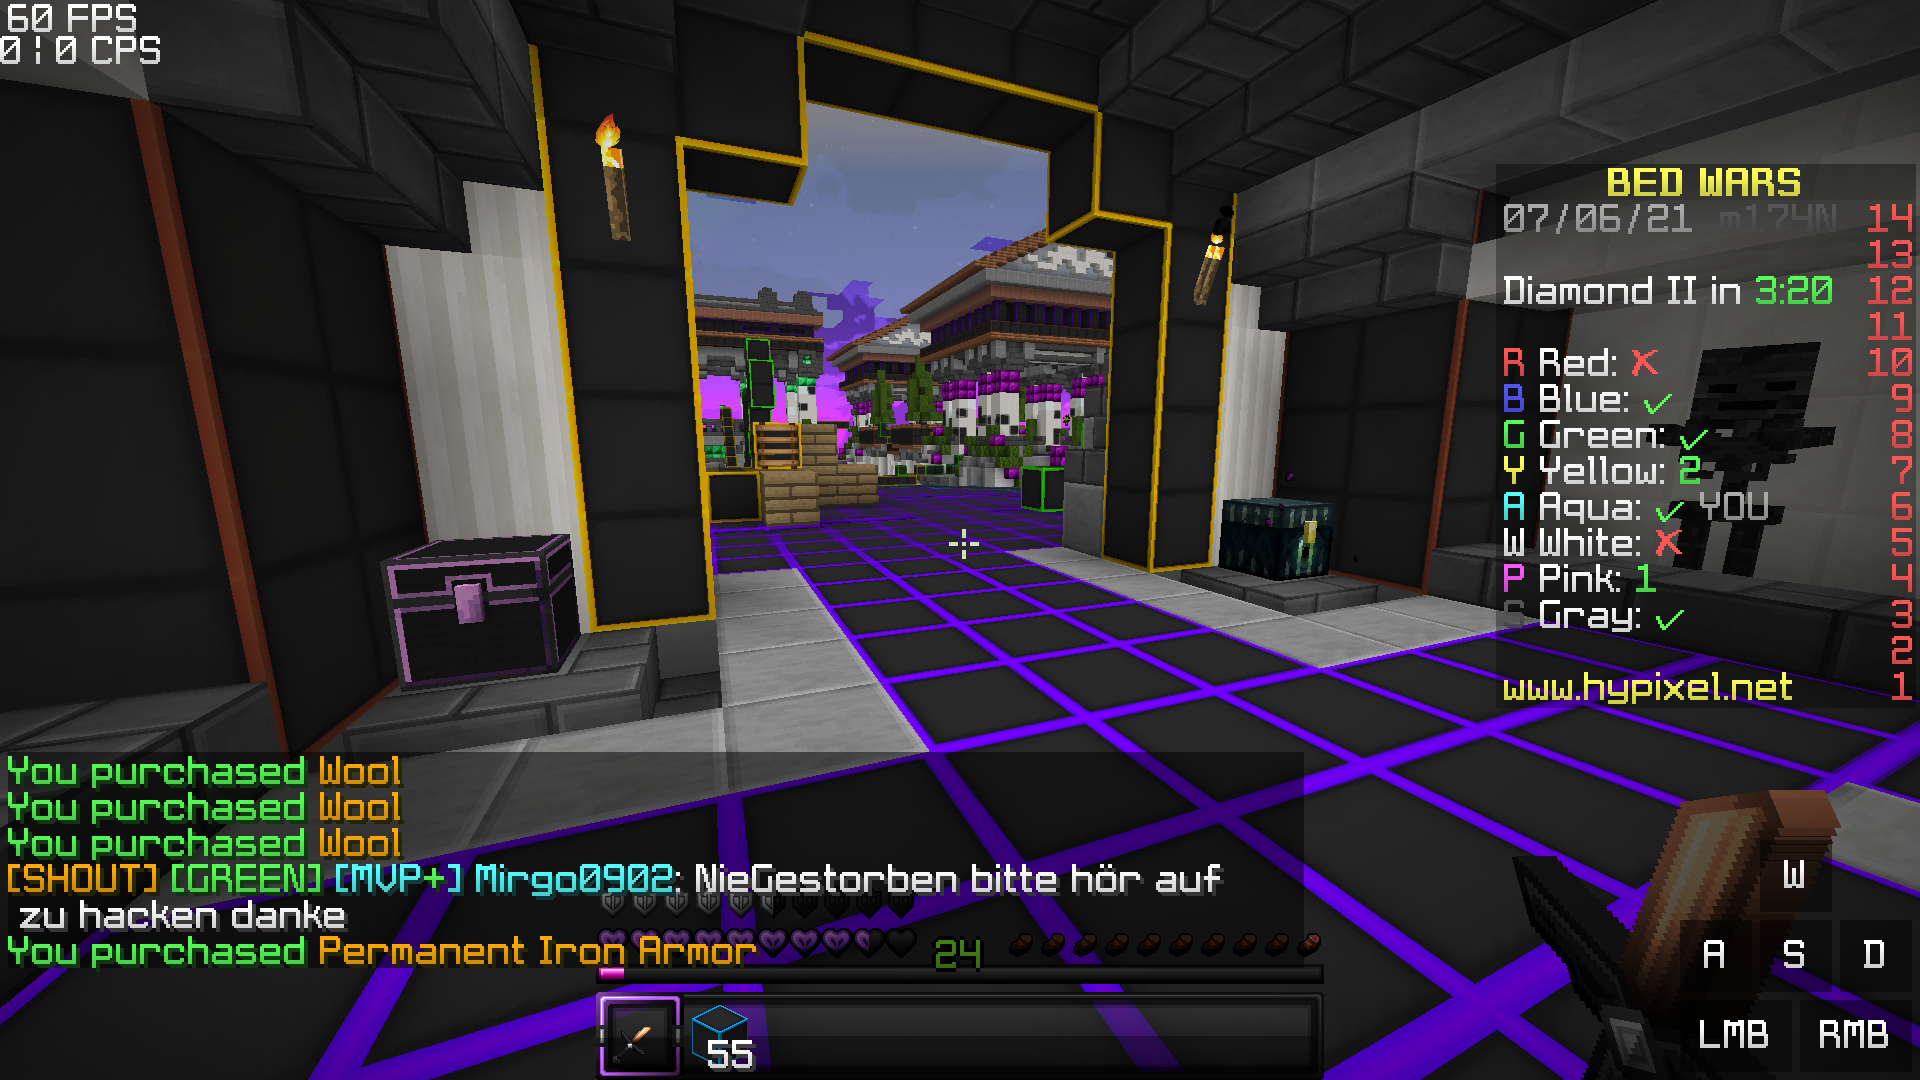 60 FPS
0 | 0 CPS
BED WARS
07/06/21 m174N 14
13
Diamond II in 3:20 12
11
R Red: ✗ 10
B Blue: ✓ 9
G Green: ✓ 8
Y Yellow: 2 7
A Aqua: ✓ YOU 6
W White: ✗ 5
P Pink: 1 4
S Gray: ✓ 3
2
www.hypixel.net 1
You purchased Wool
You purchased Wool
You purchased Wool
[SHOUT] [GREEN] [MVP+] Mirgo0902: NieGestorben bitte hör auf
zu hacken danke
You purchased Permanent Iron Armor
24
55
W
A S D
LMB RMB